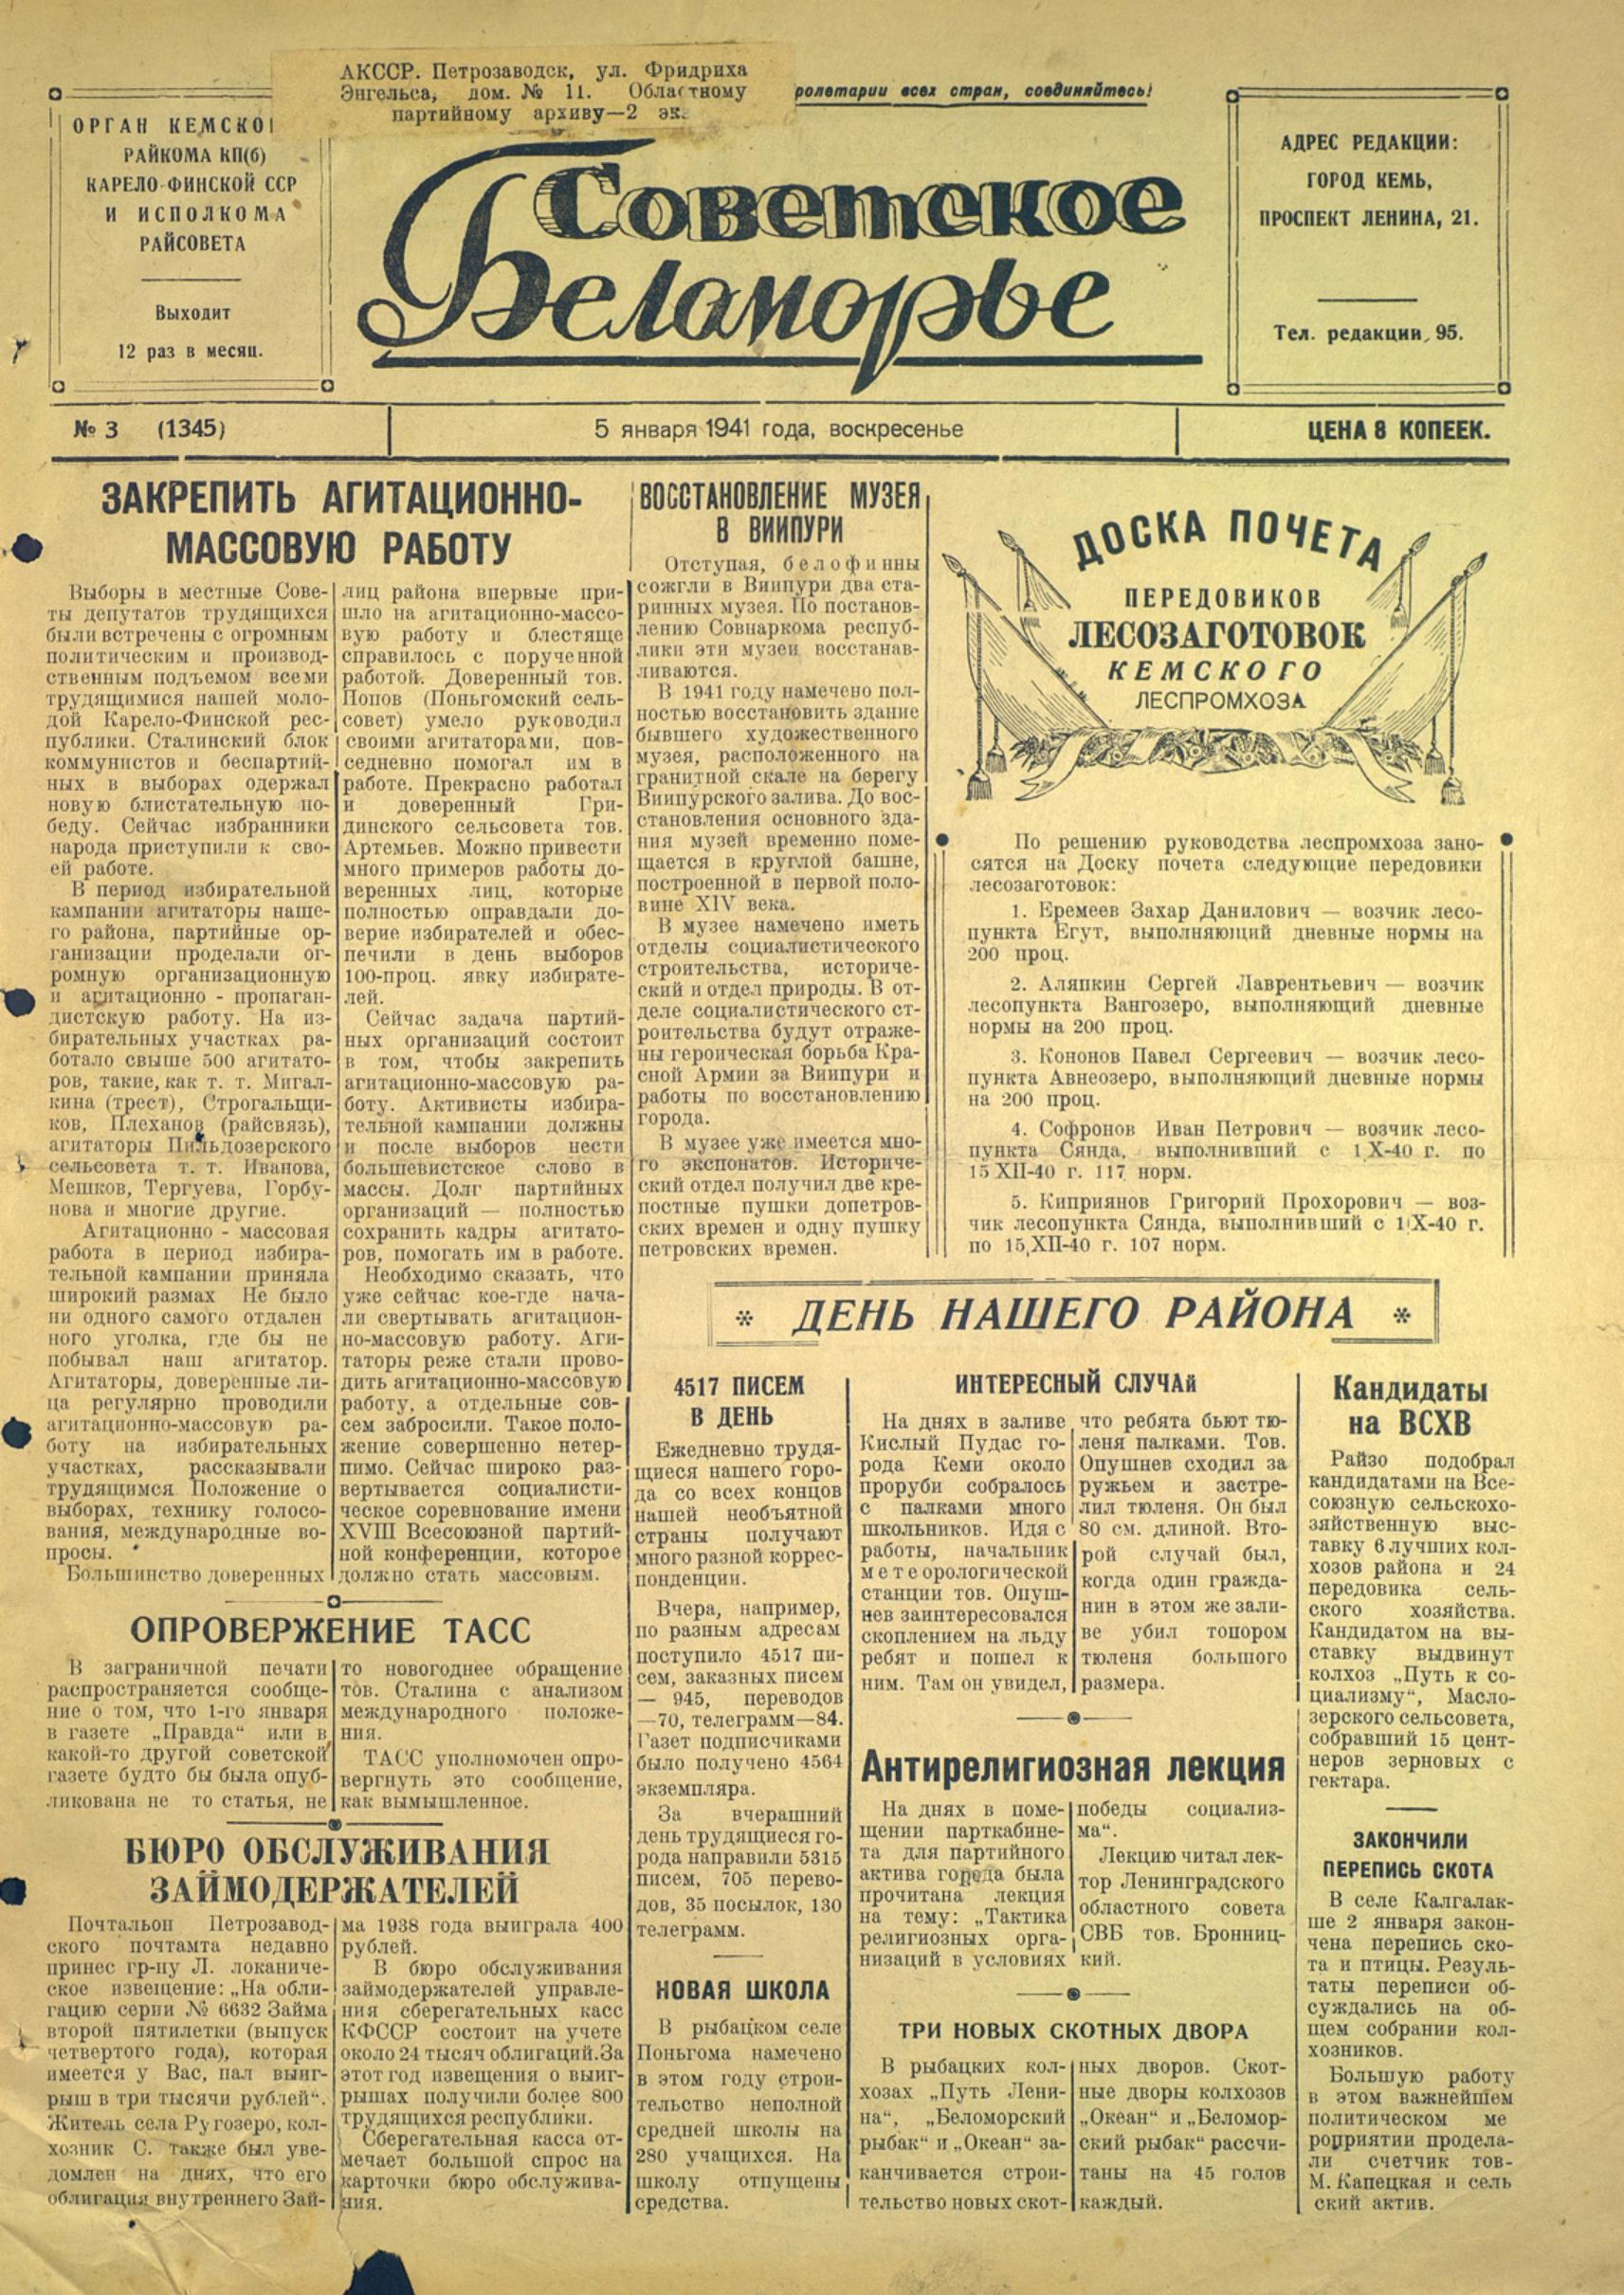 АКССР. Петрозаводск, ул. Фридриха
Энгельса, дом. № 11. Областному
партийному архиву—2 эк.
ролетарии всех стран, соединяйтесь!
ОРГАН КЕМСКО
РАЙКОМА КП(б)
КАРЕЛО-ФИНСКОЙ ССР
И ИСПОЛКОМА
РАЙСОВЕТА
Выходит
12 раз в месяц.
Советское
Беломорье
АДРЕС РЕДАКЦИИ:
ГОРОД КЕМЬ,
ПРОСПЕКТ ЛЕНИНА, 21.
Тел. редакции, 95.
№ 3 (1345)
5 января 1941 года, воскресенье
ЦЕНА 8 КОПЕЕК.
ЗАКРЕПИТЬ АГИТАЦИОННО-
МАССОВУЮ РАБОТУ
Выборы в местные Сове-
ты депутатов трудящихся
были встречены с огромным
политическим и производ-
ственным подъемом всеми
трудящимися нашей моло-
дой Карело-Финской рес-
публики. Сталинский блок
коммунистов и беспартий-
ных в выборах одержал
новую блистательную по-
беду. Сейчас избранники
народа приступили к сво-
ей работе.
В период избирательной
кампании агитаторы наше-
го района, партийные ор-
ганизации проделали ог-
ромную организационную
и агитационно - пропаган-
дистскую работу. На из-
бирательных участках ра-
ботало свыше 500 агитато-
ров, такие, как т. т. Мигал-
кина (трест), Строгальщи-
ков, Плеханов (райсвязь),
агитаторы Пильдозерского
сельсовета т. т. Иванова,
Мешков, Тергуева, Горбу-
нова и многие другие.
Агитационно - массовая
работа в период избира-
тельной кампании приняла
широкий размах Не было
ни одного самого отдален
ного уголка, где бы не
побывал наш агитатор.
Агитаторы, доверенные ли-
ца регулярно проводили
агитационно-массовую ра-
боту на избирательных
участках, рассказывали
трудящимся Положение о
выборах, технику голосо-
вания, международные во-
просы.
Большинство доверенных
лиц района впервые при-
шло на агитационно-массо-
вую работу и блестяще
справилось с порученной
работой. Доверенный тов.
Попов (Поньгомский сель-
совет) умело руководил
своими агитаторами, пов-
седневно помогал им в
работе. Прекрасно работал
и доверенный Гри-
динского сельсовета тов.
Артемьев. Можно привести
много примеров работы до-
веренных лиц, которые
полностью оправдали до-
верие избирателей и обес-
печили в день выборов
100-проц. явку избирате-
лей.
Сейчас задача партий-
ных организаций состоит
в том, чтобы закрепить
агитационно-массовую ра-
боту. Активисты избира-
тельной кампании должны
и после выборов нести
большевистское слово в
массы. Долг партийных
организаций — полностью
сохранить кадры агитато-
ров, помогать им в работе.
Необходимо сказать, что
уже сейчас кое-где нача-
ли свертывать агитацион-
но-массовую работу. Аги-
таторы реже стали прово-
дить агитационно-массовую
работу, а отдельные сов-
сем забросили. Такое поло-
жение совершенно нетер-
пимо. Сейчас широко раз-
вертывается социалисти-
ческое соревнование имени
XVIII Всесоюзной партий-
ной конференции, которое
должно стать массовым.
ОПРОВЕРЖЕНИЕ ТАСС
В заграничной печати
распространяется сообще-
ние о том, что 1-го января
в газете „Правда“ или в
какой-то другой советской
газете будто бы была опуб-
ликована не то статья, не
то новогоднее обращение
тов. Сталина с анализом
международного положе-
ния.
ТАСС уполномочен опро-
вергнуть это сообщение,
как вымышленное.
БЮРО ОБСЛУЖИВАНИЯ
ЗАЙМОДЕРЖАТЕЛЕЙ
Почтальон Петрозавод-
ского почтамта недавно
принес гр-ну Л. локаниче-
ское извещение: „На обли-
гацию серии № 6632 Займа
второй пятилетки (выпуск
четвертого года), которая
имеется у Вас, пал выиг-
рыш в три тысячи рублей“.
Житель села Ругозеро, кол-
хозник С. также был уве-
домлен на днях, что его
облигация внутреннего Зай-
ма 1938 года выиграла 400
рублей.
В бюро обслуживания
займодержателей управле-
ния сберегательных касс
КФССР состоит на учете
около 24 тысяч облигаций.За
этот год извещения о выиг-
рышах получили более 800
трудящихся республики.
Сберегательная касса от-
мечает большой спрос на
карточки бюро обслужива-
ния.
ВОССТАНОВЛЕНИЕ МУЗЕЯ
В ВИИПУРИ
Отступая, белофинны
сожгли в Виипури два ста-
ринных музея. По постанов-
лению Совнаркома респуб-
лики эти музеи восстанав-
ливаются.
В 1941 году намечено пол-
ностью восстановить здание
бывшего художественного
музея, расположенного на
гранитной скале на берегу
Виипурского залива. До вос-
становления основного зда-
ния музей временно поме-
щается в круглой башне,
построенной в первой поло-
вине XIV века.
В музее намечено иметь
отделы социалистического
строительства, историче-
ский и отдел природы. В от-
деле социалистического ст-
роительства будут отраже-
ны героическая борьба Кра-
сной Армии за Виипури и
работы по восстановлению
города.
В музее уже имеется мно-
го экспонатов. Историче-
ский отдел получил две кре-
постные пушки допетров-
ских времен и одну пушку
петровских времен.
ДОСКА ПОЧЕТА
ПЕРЕДОВИКОВ
ЛЕСОЗАГОТОВОК
КЕМСКОГО
ЛЕСПРОМХОЗА
По решению руководства леспромхоза зано-
сятся на Доску почета следующие передовики
лесозаготовок:
1. Еремеев Захар Данилович — возчик лесо-
пункта Егут, выполняющий дневные нормы на
200 проц.
2. Аляпкин Сергей Лаврентьевич — возчик
лесопункта Вангозеро, выполняющий дневные
нормы на 200 проц.
3. Кононов Павел Сергеевич — возчик лесо-
пункта Авнеозеро, выполняющий дневные нормы
на 200 проц.
4. Софронов Иван Петрович — возчик лесо-
пункта Сянда, выполнивший с 1 X-40 г. по
15 XII-40 г. 117 норм.
5. Киприянов Григорий Прохорович — воз-
чик лесопункта Сянда, выполнивший с 1 X-40 г.
по 15,XII-40 г. 107 норм.
* ДЕНЬ НАШЕГО РАЙОНА *
4517 ПИСЕМ
В ДЕНЬ
Ежедневно трудя-
щиеся нашего горо-
да со всех концов
нашей необъятной
страны получают
много разной коррес-
понденции.
Вчера, например,
по разным адресам
поступило 4517 пи-
сем, заказных писем
— 945, переводов
—70, телеграмм—84.
Газет подписчиками
было получено 4564
экземпляра.
За вчерашний
день трудящиеся го-
рода направили 5315
писем, 705 перево-
дов, 35 посылок, 130
телеграмм.
НОВАЯ ШКОЛА
В рыбацком селе
Поньгома намечено
в этом году строи-
тельство неполной
средней школы на
280 учащихся. На
школу отпущены
средства.
ИНТЕРЕСНЫЙ СЛУЧАЙ
На днях в заливе
Кислый Пудас го-
рода Кеми около
проруби собралось
с палками много
школьников. Идя с
работы, начальник
метеорологической
станции тов. Опуш-
нев заинтересовался
скоплением на льду
ребят и пошел к
ним. Там он увидел,
что ребята бьют тю-
леня палками. Тов.
Опушнев сходил за
ружьем и застре-
лил тюленя. Он был
80 см. длиной. Вто-
рой случай был,
когда один гражда-
нин в этом же зали-
ве убил топором
тюленя большого
размера.
Антирелигиозная лекция
На днях в поме-
щении парткабине-
та для партийного
актива города была
прочитана лекция
на тему: „Тактика
религиозных орга-
низаций в условиях
победы социализ-
ма“.
Лекцию читал лек-
тор Ленинградского
областного совета
СВБ тов. Бронниц-
кий.
ТРИ НОВЫХ СКОТНЫХ ДВОРА
В рыбацких кол-
хозах „Путь Лени-
на“, „Беломорский
рыбак“ и „Океан“ за-
канчивается строи-
тельство новых скот-
ных дворов. Скот-
ные дворы колхозов
„Океан“ и „Беломор-
ский рыбак“ рассчи-
таны на 45 голов
каждый.
Кандидаты
на ВСХВ
Райзо подобрал
кандидатами на Все-
союзную сельскохо-
зяйственную выс-
тавку 6 лучших кол-
хозов района и 24
передовика сель-
ского хозяйства.
Кандидатом на вы-
ставку выдвинут
колхоз „Путь к со-
циализму“, Масло-
зерского сельсовета,
собравший 15 цент-
неров зерновых с
гектара.
ЗАКОНЧИЛИ
ПЕРЕПИСЬ СКОТА
В селе Калгалак-
ше 2 января закон-
чена перепись ско-
та и птицы. Резуль-
таты переписи об-
суждались на об-
щем собрании кол-
хозников.
Большую работу
в этом важнейшем
политическом ме
роприятии продела-
ли счетчик тов-
М. Капецкая и сель
ский актив.